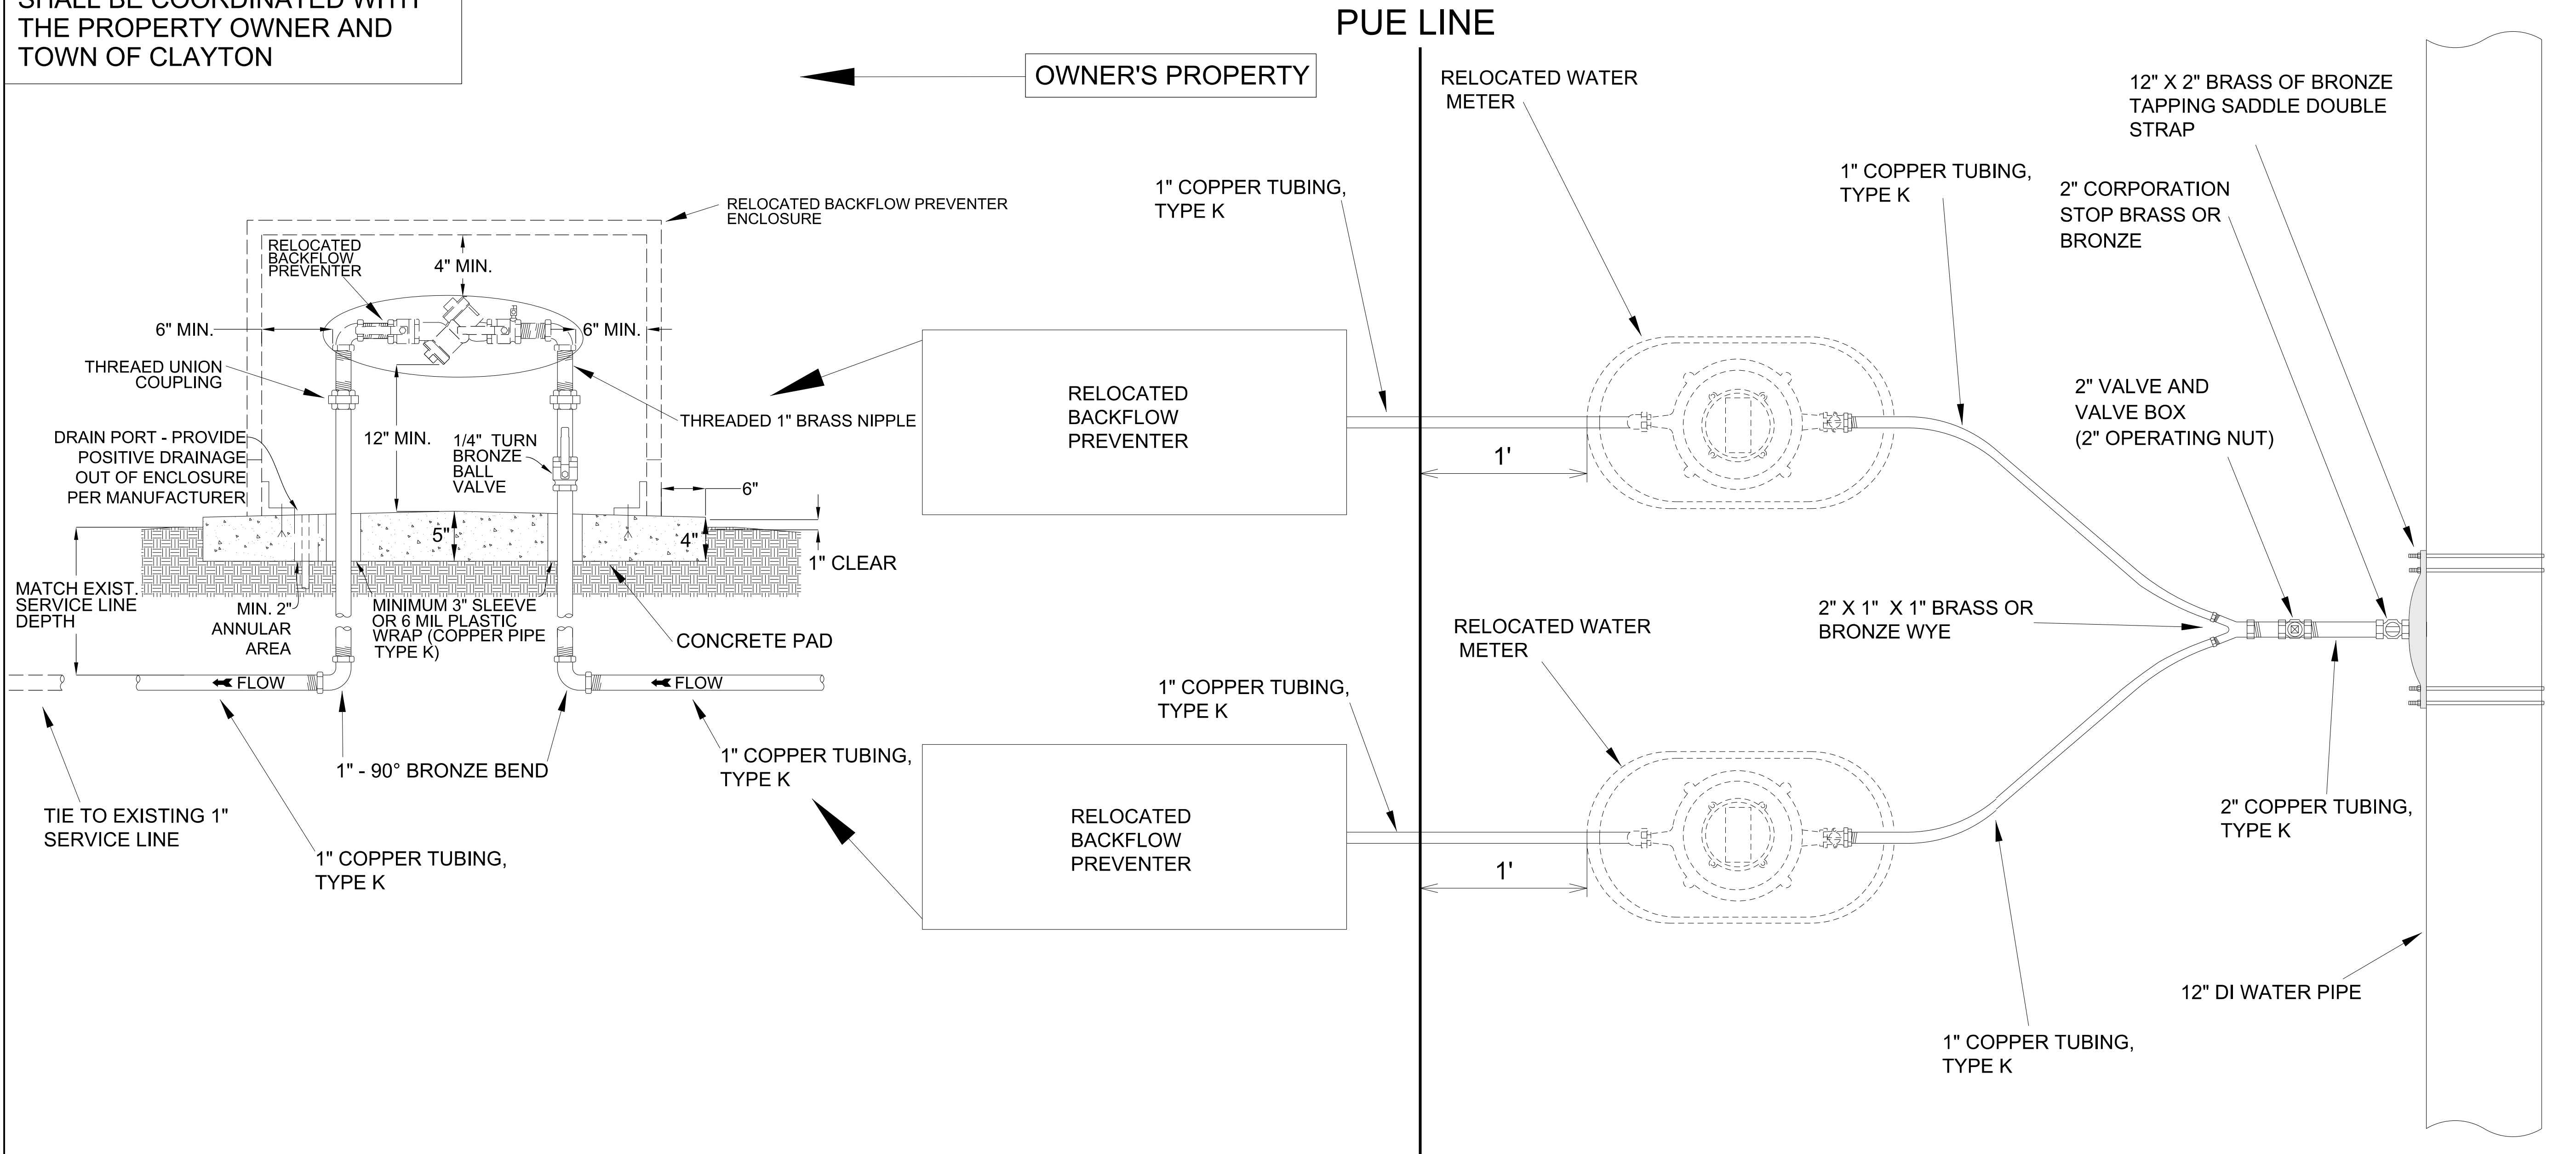 SHALL BE COORDINATED WITH
THE PROPERTY OWNER AND
TOWN OF CLAYTON
PUE LINE
OWNER'S PROPERTY
RELOCATED WATER
METER
12" X 2" BRASS OF BRONZE
TAPPING SADDLE DOUBLE
STRAP
1" COPPER TUBING,
TYPE K
1" COPPER TUBING,
TYPE K
2" CORPORATION
STOP BRASS OR
BRONZE
RELOCATED BACKFLOW PREVENTER
ENCLOSURE
RELOCATED
BACKFLOW
PREVENTER
4" MIN.
6" MIN.
6" MIN.
THREAED UNION
COUPLING
THREADED 1" BRASS NIPPLE
12" MIN.
1/4" TURN
BRONZE
BALL
VALVE
DRAIN PORT - PROVIDE
POSITIVE DRAINAGE
OUT OF ENCLOSURE
PER MANUFACTURER
6"
5"
4"
1" CLEAR
MATCH EXIST.
SERVICE LINE
DEPTH
MIN. 2"
ANNULAR
AREA
MINIMUM 3" SLEEVE
OR 6 MIL PLASTIC
WRAP (COPPER PIPE
TYPE K)
CONCRETE PAD
FLOW
FLOW
1" - 90° BRONZE BEND
1" COPPER TUBING,
TYPE K
TIE TO EXISTING 1"
SERVICE LINE
1" COPPER TUBING,
TYPE K
RELOCATED
BACKFLOW
PREVENTER
1'
2" VALVE AND
VALVE BOX
(2" OPERATING NUT)
2" X 1"  X 1" BRASS OR
BRONZE WYE
RELOCATED WATER
METER
1" COPPER TUBING,
TYPE K
RELOCATED
BACKFLOW
PREVENTER
1'
2" COPPER TUBING,
TYPE K
12" DI WATER PIPE
1" COPPER TUBING,
TYPE K